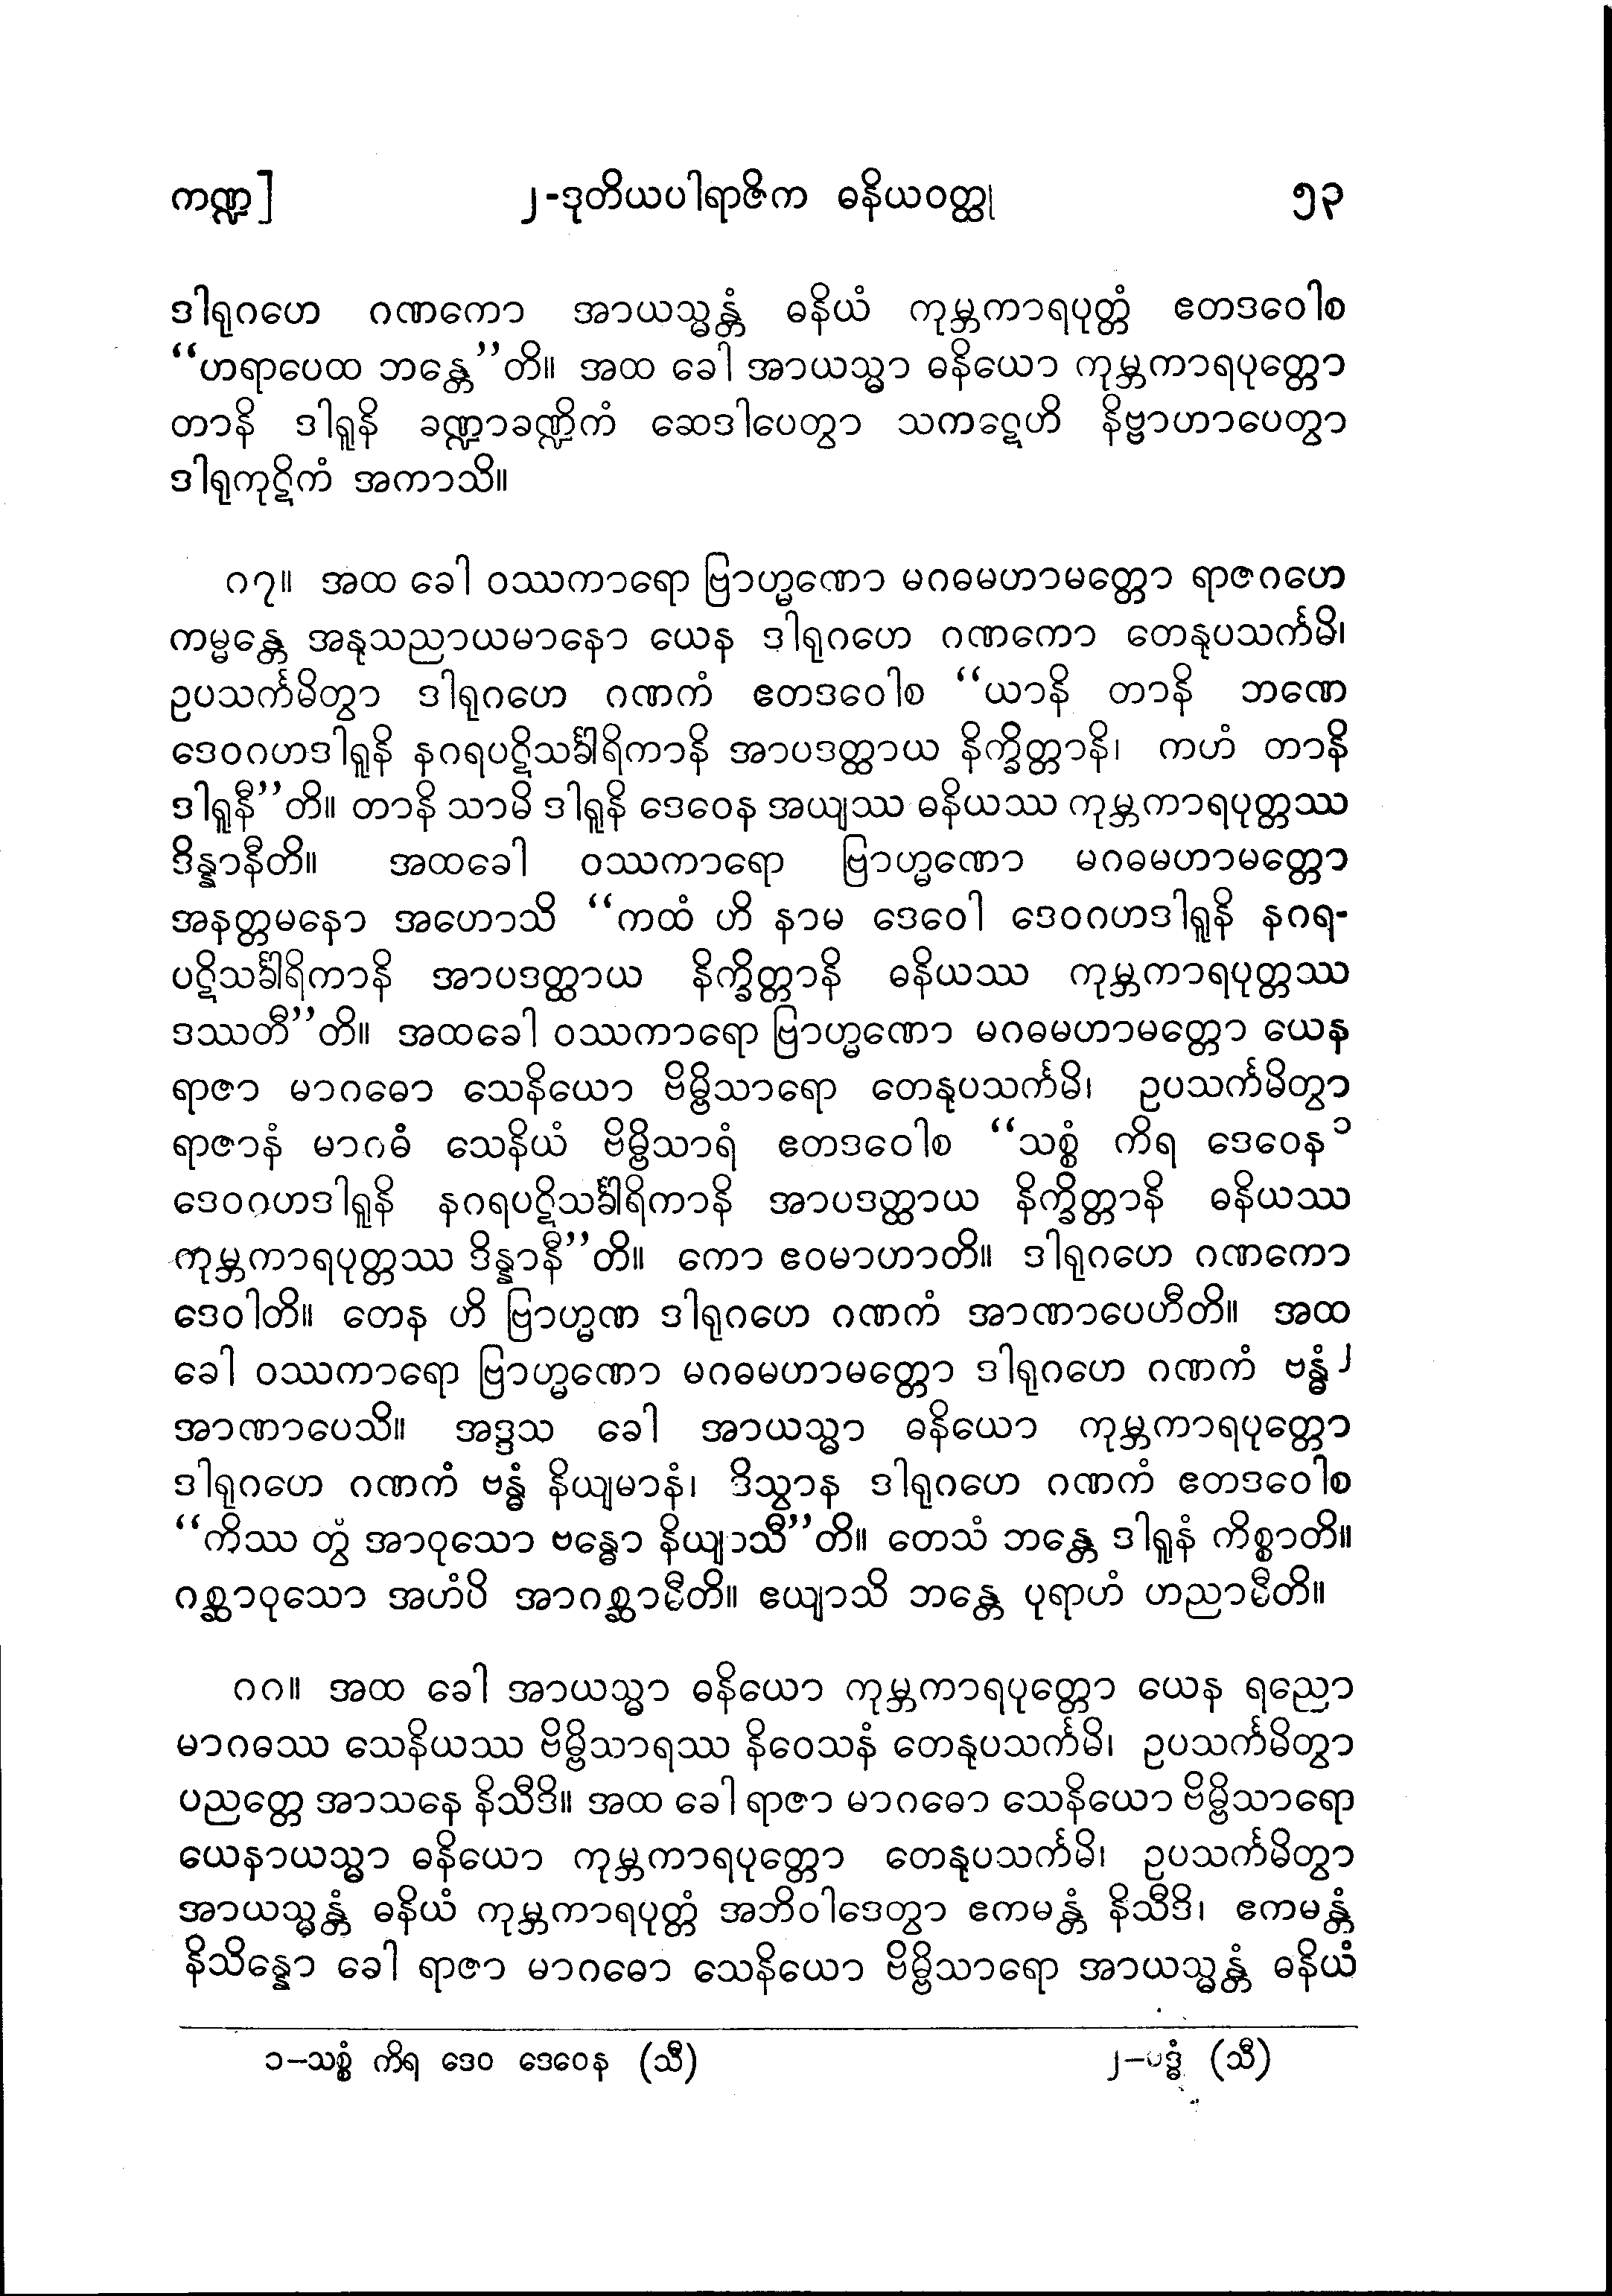 ကဏ္ဍ]
၂-ဒုတိယပါရာဇိက ဓနိယဝတ္ထု
၅၃
ဒါရုဂဟေ ဂဏကော အာယသ္မန္တံ ဓနိယံ ကုမ္ဘကာရပုတ္တံ ဧတဒဝေါစ
“ဟရာပေထ ဘန္တေ”တိ။ အထ ခေါ အာယသ္မာ ဓနိယော ကုမ္ဘကာရပုတ္တော
တာနိ ဒါရူနိ ခဏ္ဍာခဏ္ဍိကံ ဆေဒါပေတွာ သကဋေဟိ နိဗ္ဗာဟာပေတွာ
ဒါရုကုဋိကံ အကာသိ။
၈၇။ အထ ခေါ ဝဿကာရော ဗြာဟ္မဏော မဂဓမဟာမတ္တော ရာဇဂဟေ
ကမ္မန္တေ အနုသညာယမာနော ယေန ဒါရုဂဟေ ဂဏကော တေနုပသင်္ကမိ၊
ဥပသင်္ကမိတွာ ဒါရုဂဟေ ဂဏကံ ဧတဒဝေါစ “ယာနိ တာနိ ဘဏေ
ဒေဝဂဟဒါရူနိ နဂရပဋိသင်္ခါရိကာနိ အာပဒတ္ထာယ နိက္ခိတ္တာနိ၊ ကဟံ တာနိ
ဒါရူနီ”တိ။ တာနိ သာမိ ဒါရူနိ ဒေဝေန အယျဿ ဓနိယဿ ကုမ္ဘကာရပုတ္တဿ
ဒိန္နာနီတိ။ အထခေါ ဝဿကာရော ဗြာဟ္မဏော မဂဓမဟာမတ္တော
အနတ္တမနော အဟောသိ “ကထံ ဟိ နာမ ဒေဝေါ ဒေဝဂဟဒါရူနိ နဂရ-
ပဋိသင်္ခါရိကာနိ အာပဒတ္ထာယ နိက္ခိတ္တာနိ ဓနိယဿ ကုမ္ဘကာရပုတ္တဿ
ဒဿတီ”တိ။ အထခေါ ဝဿကာရော ဗြာဟ္မဏော မဂဓမဟာမတ္တော ယေန
ရာဇာ မာဂဓော သေနိယော ဗိမ္ဗိသာရော တေနုပသင်္ကမိ၊ ဥပသင်္ကမိတွာ
ရာဇာနံ မာဂဓံ သေနိယံ ဗိမ္ဗိသာရံ ဧတဒဝေါစ “သစ္စံ ကိရ ဒေဝေန ၁
ဒေဝဂဟဒါရူနိ နဂရပဋိသင်္ခါရိကာနိ အာပဒတ္ထာယ နိက္ခိတ္တာနိ ဓနိယဿ
ကုမ္ဘကာရပုတ္တဿ ဒိန္နာနီ”တိ။ ကော ဧဝမာဟာတိ။ ဒါရုဂဟေ ဂဏကော
ဒေဝါတိ။ တေန ဟိ ဗြာဟ္မဏ ဒါရုဂဟေ ဂဏကံ အာဏာပေဟီတိ။ အထ
ခေါ ဝဿကာရော ဗြာဟ္မဏော မဂဓမဟာမတ္တော ဒါရုဂဟေ ဂဏကံ ဗန္ဓံ ၂
အာဏာပေသိ။ အဒ္ဒသ ခေါ အာယသ္မာ ဓနိယော ကုမ္ဘကာရပုတ္တော
ဒါရုဂဟေ ဂဏကံ ဗန္ဓံ နိယျမာနံ၊ ဒိသွာန ဒါရုဂဟေ ဂဏကံ ဧတဒဝေါစ
“ကိဿ တွံ အာဝုသော ဗန္ဓော နိယျာသီ”တိ။ တေသံ ဘန္တေ ဒါရူနံ ကိစ္စာတိ။
ဂစ္ဆာဝုသော အဟံပိ အာဂစ္ဆာမီတိ။ ဧယျာသိ ဘန္တေ ပုရာဟံ ဟညာမီတိ။
၈၈။ အထ ခေါ အာယသ္မာ ဓနိယော ကုမ္ဘကာရပုတ္တော ယေန ရညော
မာဂဓဿ သေနိယဿ ဗိမ္ဗိသာရဿ နိဝေသနံ တေနုပသင်္ကမိ၊ ဥပသင်္ကမိတွာ
ပညတ္တေ အာသနေ နိသီဒိ။ အထ ခေါ ရာဇာ မာဂဓော သေနိယော ဗိမ္ဗိသာရော
ယေနာယသ္မာ ဓနိယော ကုမ္ဘကာရပုတ္တော တေနုပသင်္ကမိ၊ ဥပသင်္ကမိတွာ
အာယသ္မန္တံ ဓနိယံ ကုမ္ဘကာရပုတ္တံ အဘိဝါဒေတွာ ဧကမန္တံ နိသီဒိ၊ ဧကမန္တံ
နိသိန္နော ခေါ ရာဇာ မာဂဓော သေနိယော ဗိမ္ဗိသာရော အာယသ္မန္တံ ဓနိယံ
၁–သစ္စံ ကိရ ဒေဝ ဒေဝေန (သီ)
၂–ဗဒ္ဓံ (သီ)